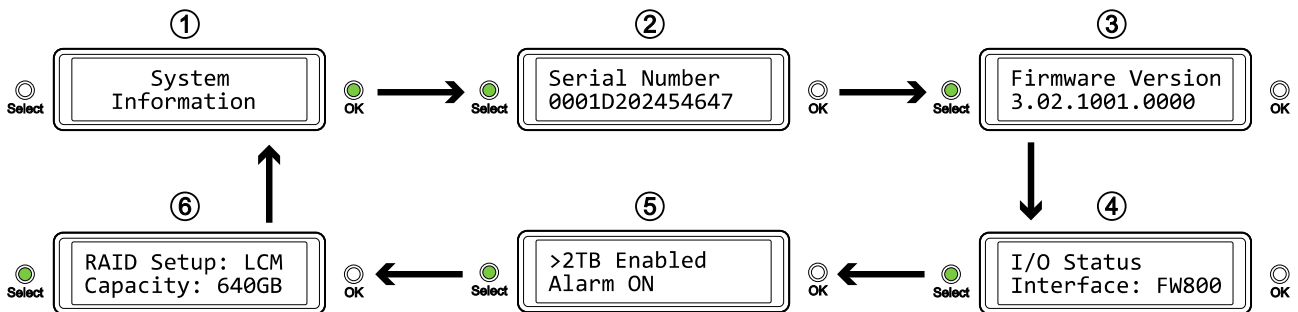 ①
System
Information
Select
OK
②
Serial Number
0001D202454647
Select
OK
③
Firmware Version
3.02.1001.0000
Select
OK
④
I/O Status
Interface: FW800
Select
OK
⑤
>2TB Enabled
Alarm ON
Select
OK
⑥
RAID Setup: LCM
Capacity: 640GB
Select
OK